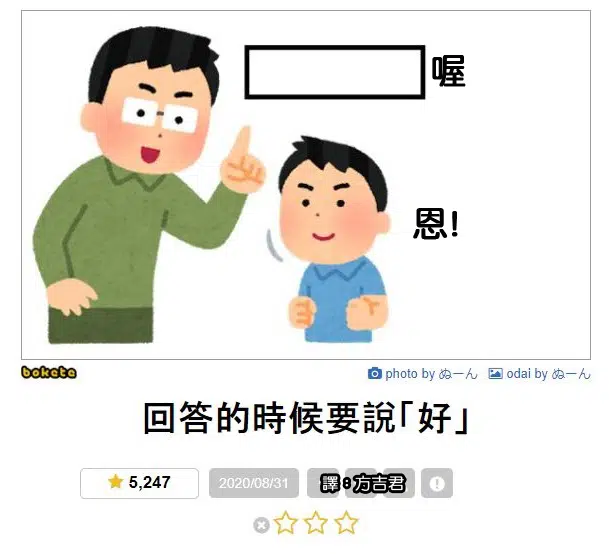 喔
恩!
bokete
photo by ぬーん odai by ぬーん
回答的時候要說「好」
5,247 2020/08/31 譯 方吉君